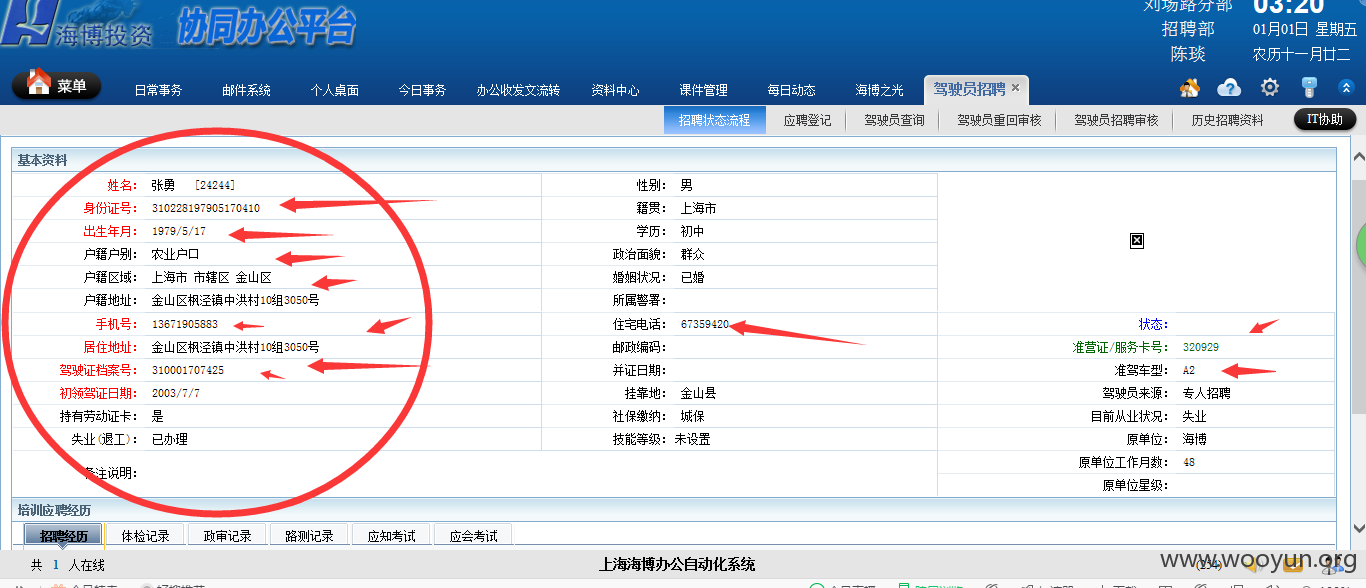 海博投资 协同办公平台 刘场路分部 03:20
招聘部 01月01日 星期五
陈琰 农历十一月廿二
菜单 日常事务 邮件系统 个人桌面 今日事务 办公收发文流转 资料中心 课件管理 每日动态 海博之光 驾驶员招聘 ×
招聘状态流程 应聘登记 驾驶员查询 驾驶员重回审核 驾驶员招聘审核 历史招聘资料 IT协助
基本资料
姓名: 张勇 [24244] 性别: 男
身份证号: 310228197905170410 籍贯: 上海市
出生年月: 1979/5/17 学历: 初中
户籍户别: 农业户口 政治面貌: 群众
户籍区域: 上海市 市辖区 金山区 婚姻状况: 已婚
户籍地址: 金山区枫泾镇中洪村10组3050号 所属警署:
手机号: 13671905883 住宅电话: 67359420 状态:
居住地址: 金山区枫泾镇中洪村10组3050号 邮政编码: 准营证/服务卡号: 320929
驾驶证档案号: 310001707425 并证日期: 准驾车型: A2
初领驾证日期: 2003/7/7 挂靠地: 金山县 驾驶员来源: 专人招聘
持有劳动证卡: 是 社保缴纳: 城保 目前从业状况: 失业
失业(退工): 已办理 技能等级: 未设置 原单位: 海博
备注说明: 原单位工作月数: 48
原单位星级:
培训应聘经历
招聘经历 体检记录 政审记录 路测记录 应知考试 应会考试
共 1 人在线 上海海博办公自动化系统 www.wooyun.org